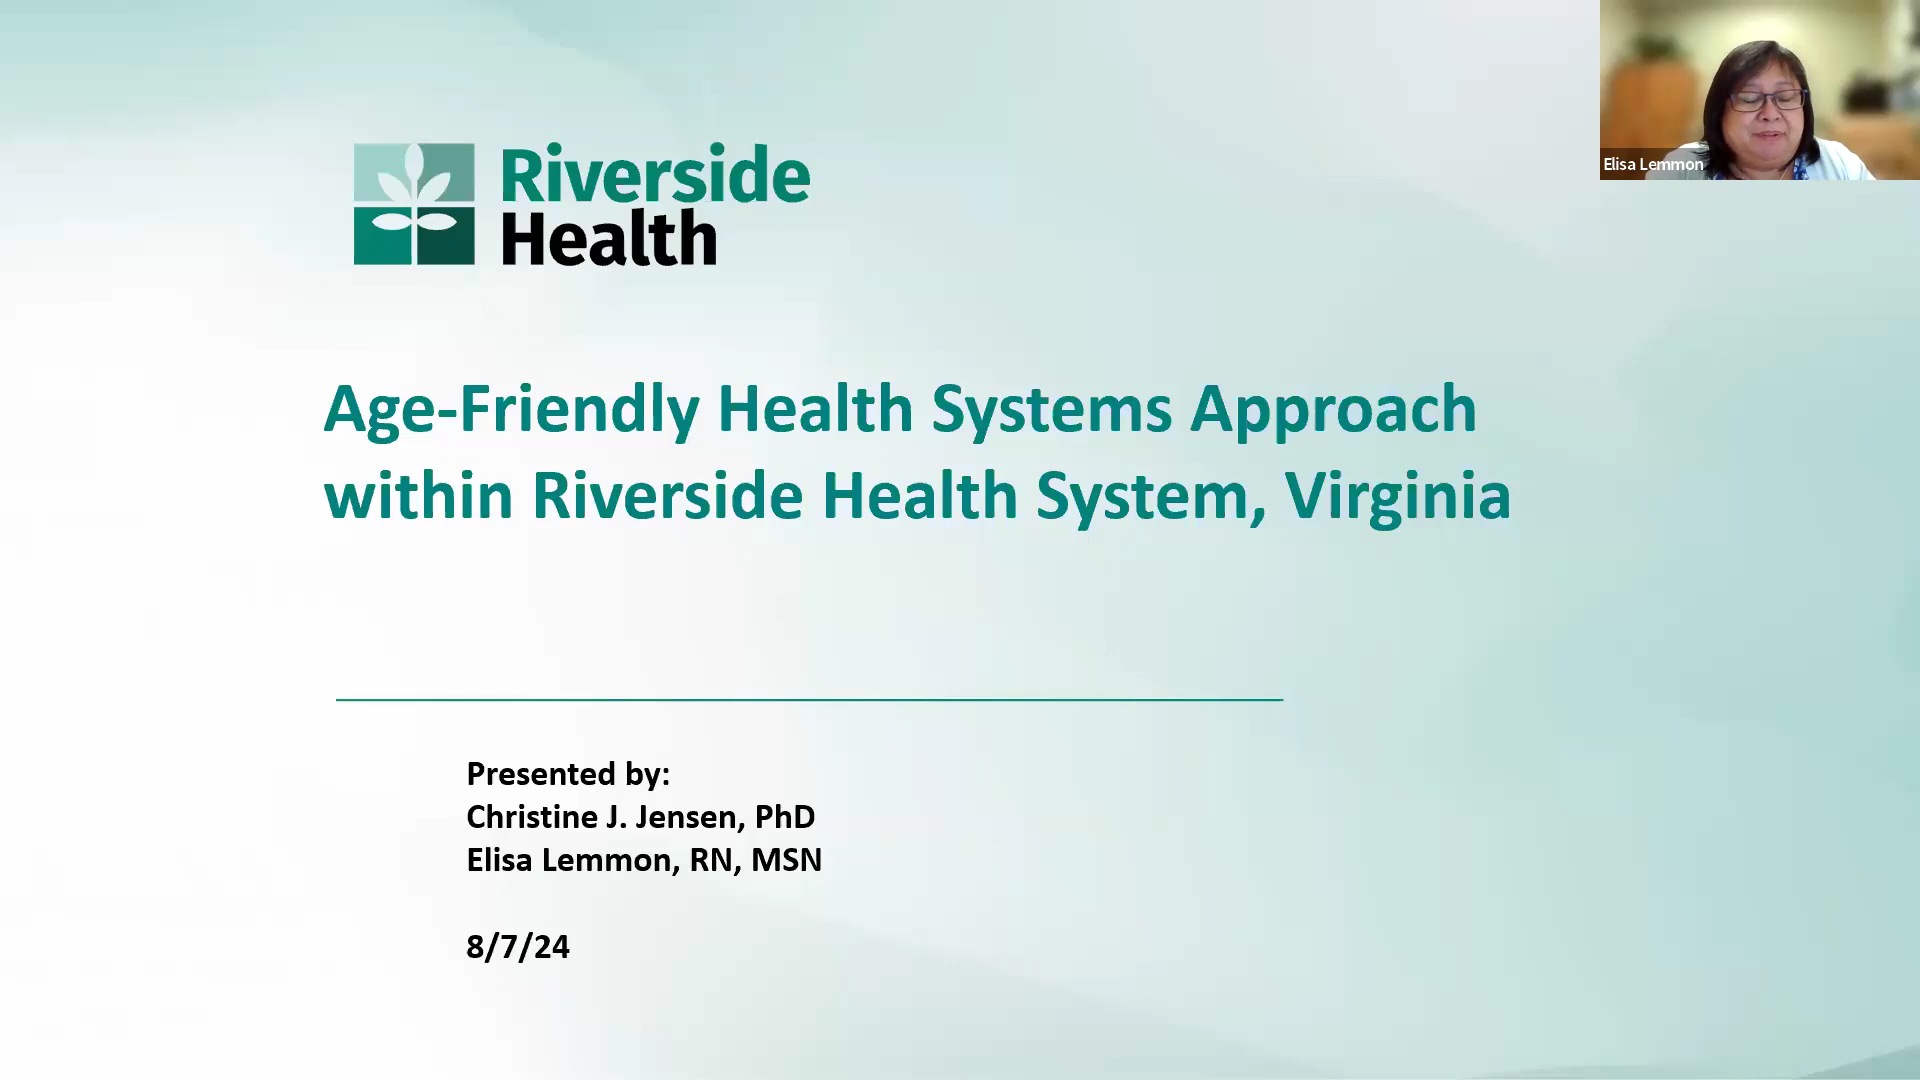 Riverside
Health
Elisa Lemmon
Age-Friendly Health Systems Approach
within Riverside Health System, Virginia
Presented by:
Christine J. Jensen, PhD
Elisa Lemmon, RN, MSN
8/7/24